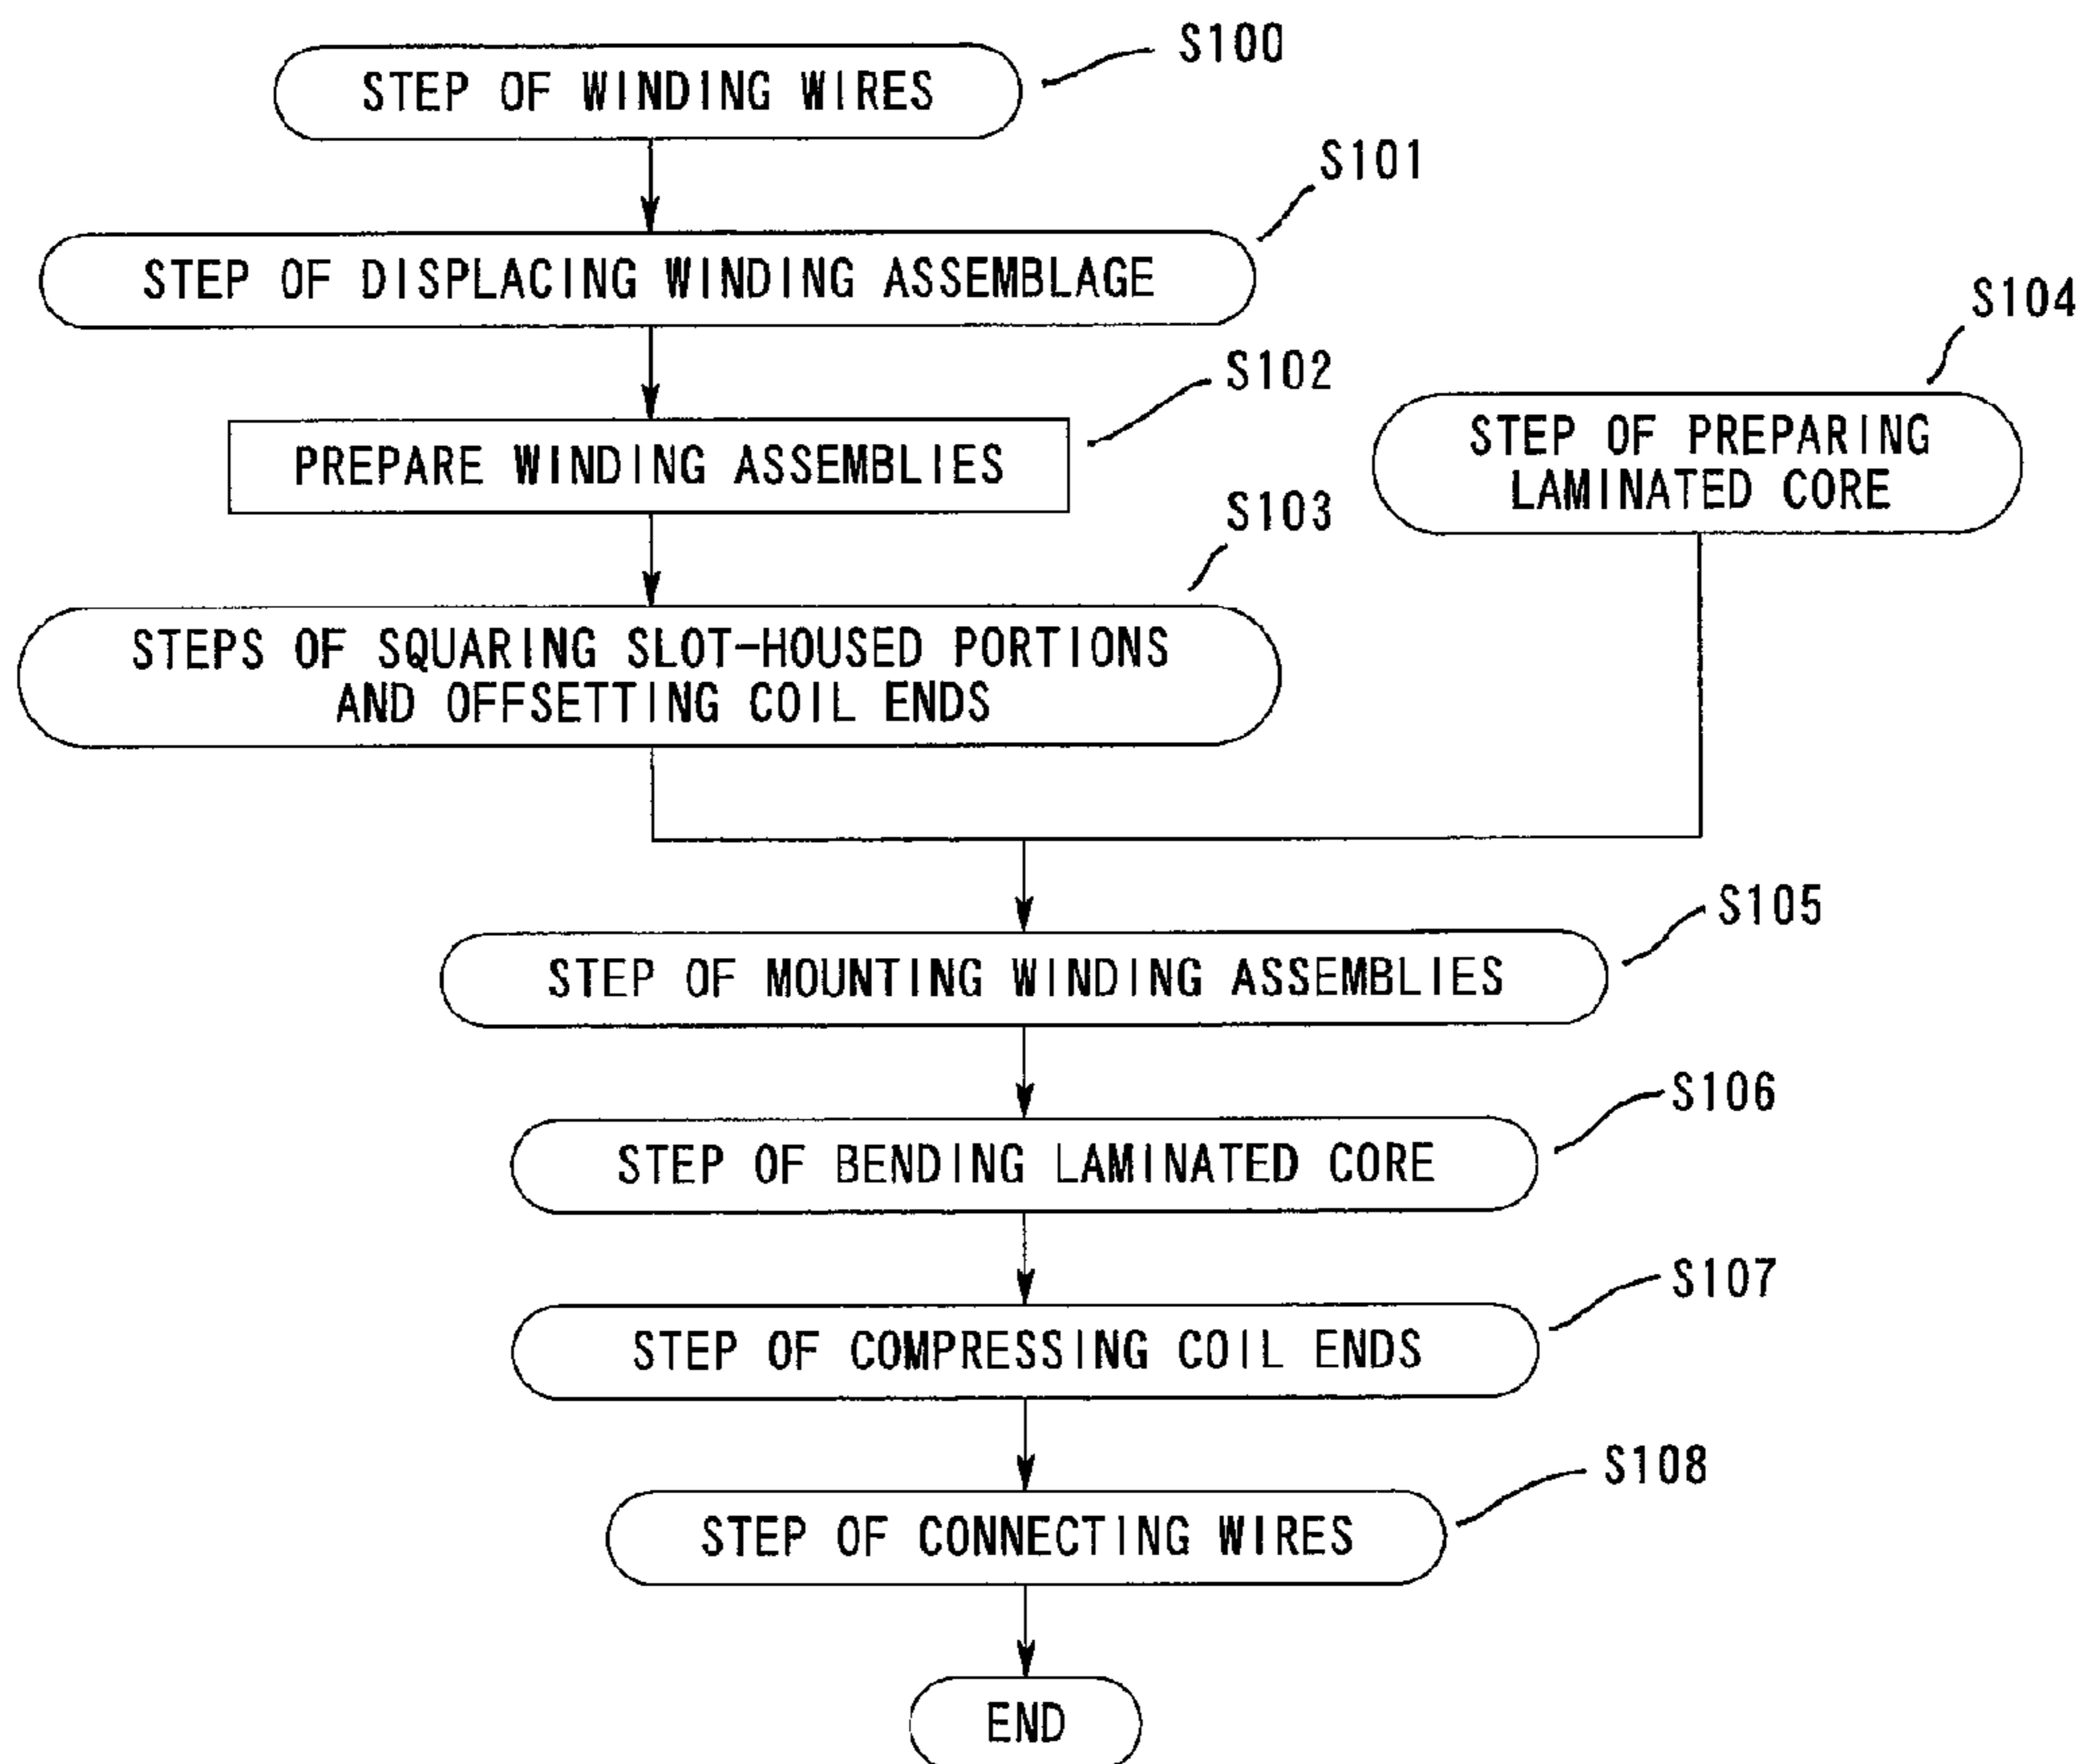 S100
STEP OF WINDING WIRES
S101
STEP OF DISPLACING WINDING ASSEMBLAGE
S102
PREPARE WINDING ASSEMBLIES
S104
STEP OF PREPARING
LAMINATED CORE
S103
STEPS OF SQUARING SLOT-HOUSED PORTIONS
AND OFFSETTING COIL ENDS
S105
STEP OF MOUNTING WINDING ASSEMBLIES
S106
STEP OF BENDING LAMINATED CORE
S107
STEP OF COMPRESSING COIL ENDS
S108
STEP OF CONNECTING WIRES
END